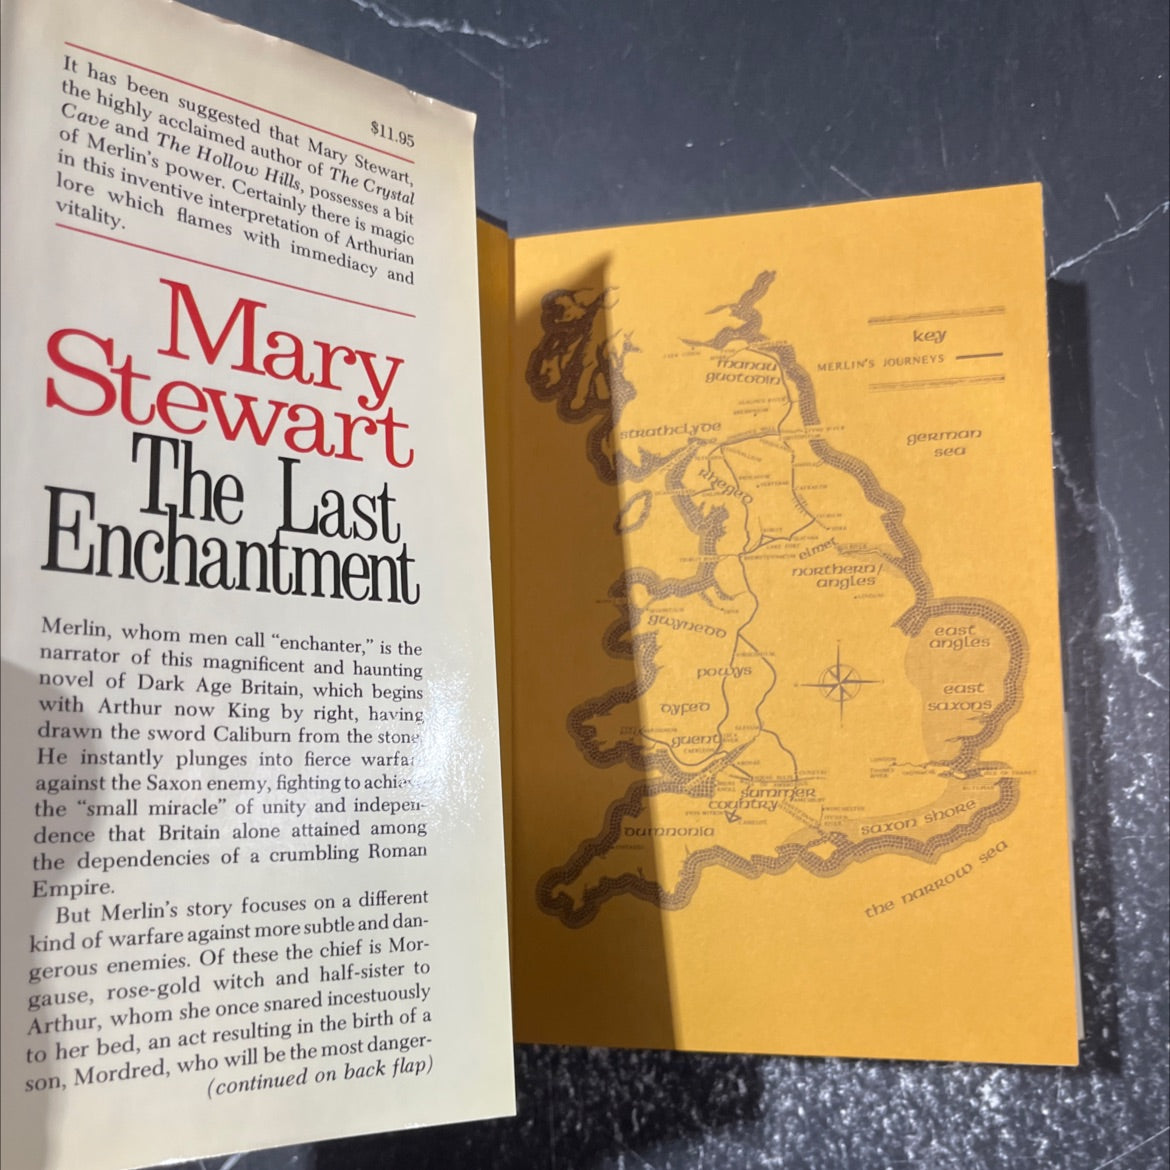 $11.95
It has been suggested that Mary Stewart,
the highly acclaimed author of The Crystal
Cave and The Hollow Hills, possesses a bit
of Merlin's power. Certainly there is magic
in this inventive interpretation of Arthurian
lore which flames with immediacy and
vitality.
Mary
Stewart
The Last
Enchantment
Merlin, whom men call "enchanter," is the
narrator of this magnificent and haunting
novel of Dark Age Britain, which begins
with Arthur now King by right, having
drawn the sword Caliburn from the stone
He instantly plunges into fierce
against the Saxon enemy, fighting to
the "small miracle" of unity and indepen-
dence that Britain alone attained among
the dependencies of a crumbling Roman
Empire.
But Merlin's story focuses on a different
kind of warfare against more subtle and dan-
gerous enemies. Of these the chief is Mor-
gause, rose-gold witch and half-sister to
Arthur, whom she once snared incestuously
to her bed, an act resulting in the birth of a
son, Mordred, who will be the most danger-
(continued on back flap)
key
MERLIN'S JOURNEYS
manau
guotodin
strathclyde
german
sea
rheged
elmet
northern/
angles
gwynedd
east
angles
powys
east
saxons
dyfed
guent
LONDON
THAMES
RIVER
ISLE OF THANET
summer
country
saxon shore
dumnonia
the narrow sea